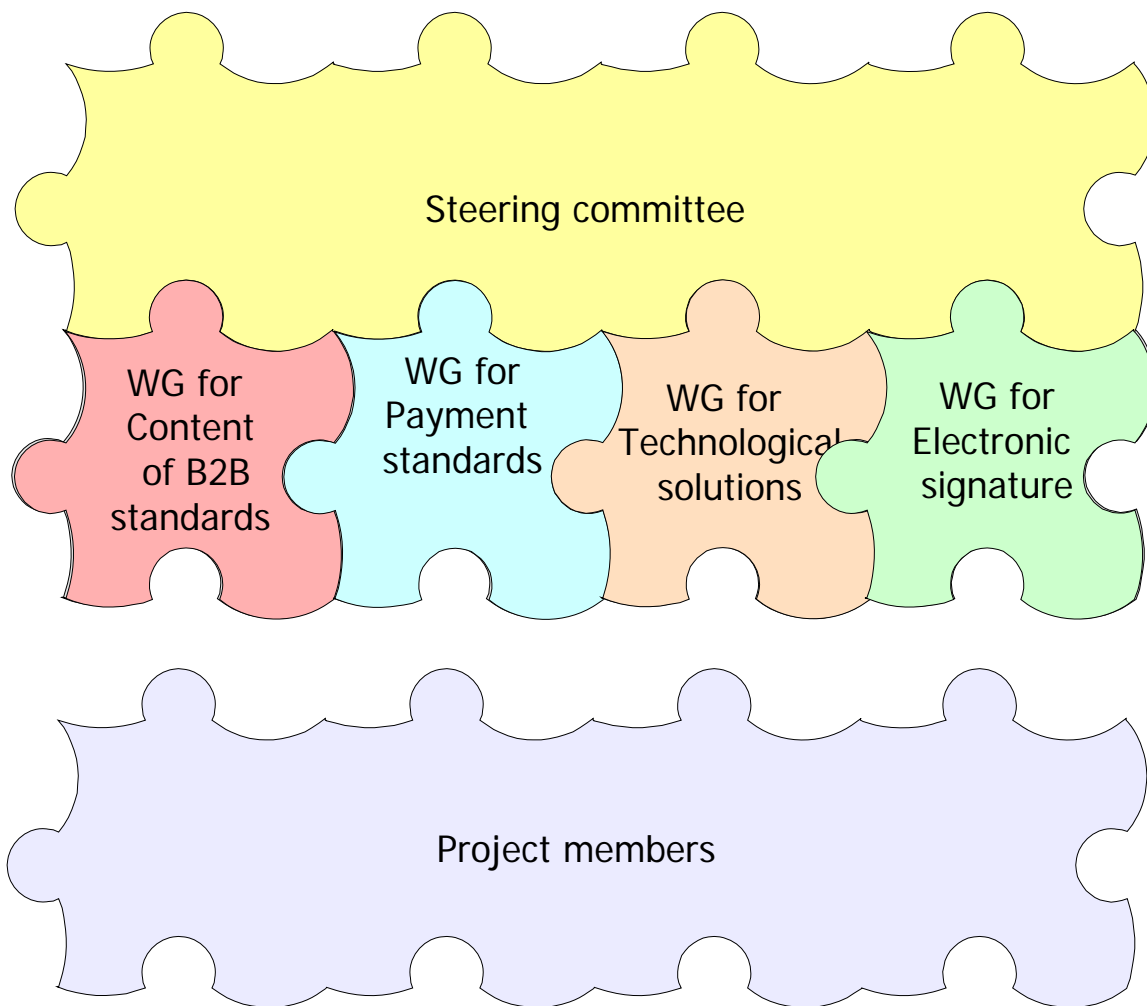 Steering committee
WG for
Content
of B2B
standards
WG for
Payment
standards
WG for
Technological
solutions
WG for
Electronic
signature
Project members